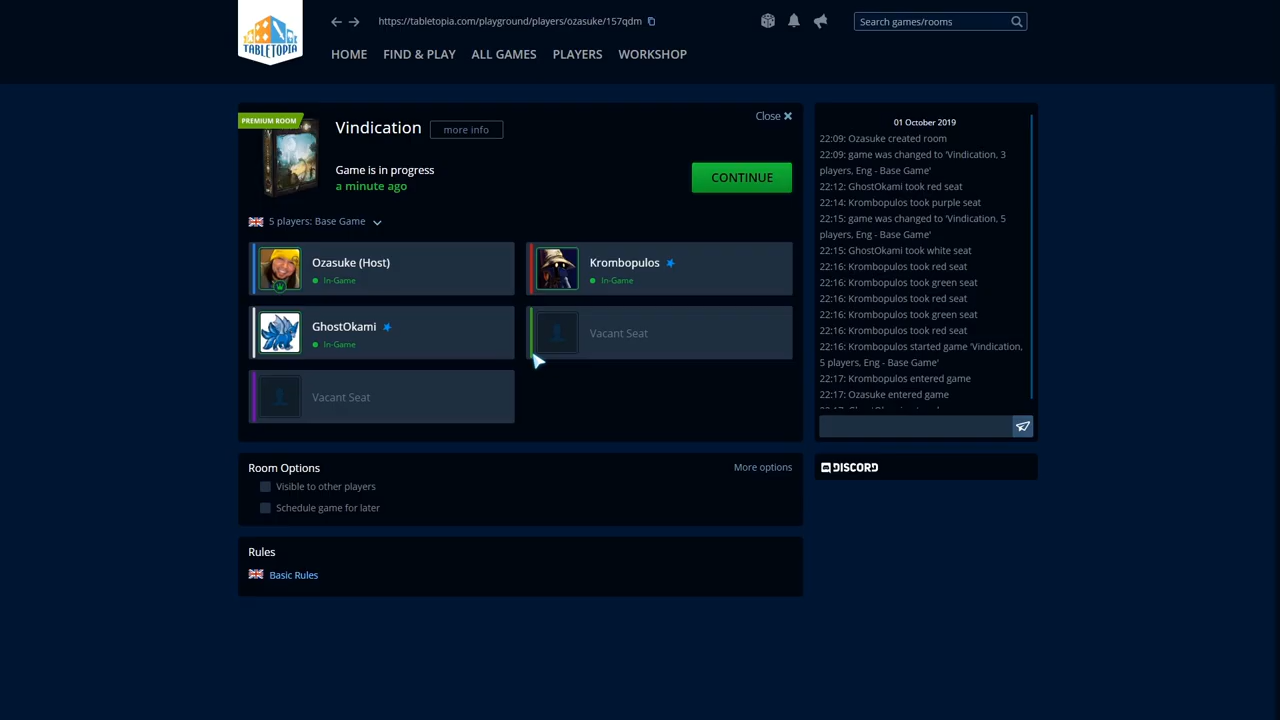 TABLETOPIA
https://tabletopia.com/playground/players/ozasuke/157qdm
Search games/rooms
HOME
FIND & PLAY
ALL GAMES
PLAYERS
WORKSHOP
PREMIUM ROOM
Vindication
more info
Close
Game is in progress
a minute ago
CONTINUE
5 players: Base Game
Ozasuke (Host)
In-Game
Krombopulos
In-Game
GhostOkami
In-Game
Vacant Seat
Vacant Seat
Room Options
More options
Visible to other players
Schedule game for later
Rules
Basic Rules
01 October 2019
22:09: Ozasuke created room
22:09: game was changed to 'Vindication, 3
players, Eng - Base Game'
22:12: GhostOkami took red seat
22:14: Krombopulos took purple seat
22:15: game was changed to 'Vindication, 5
players, Eng - Base Game'
22:15: GhostOkami took white seat
22:16: Krombopulos took red seat
22:16: Krombopulos took green seat
22:16: Krombopulos took red seat
22:16: Krombopulos took green seat
22:16: Krombopulos took red seat
22:16: Krombopulos started game 'Vindication,
5 players, Eng - Base Game'
22:17: Krombopulos entered game
22:17: Ozasuke entered game
DISCORD